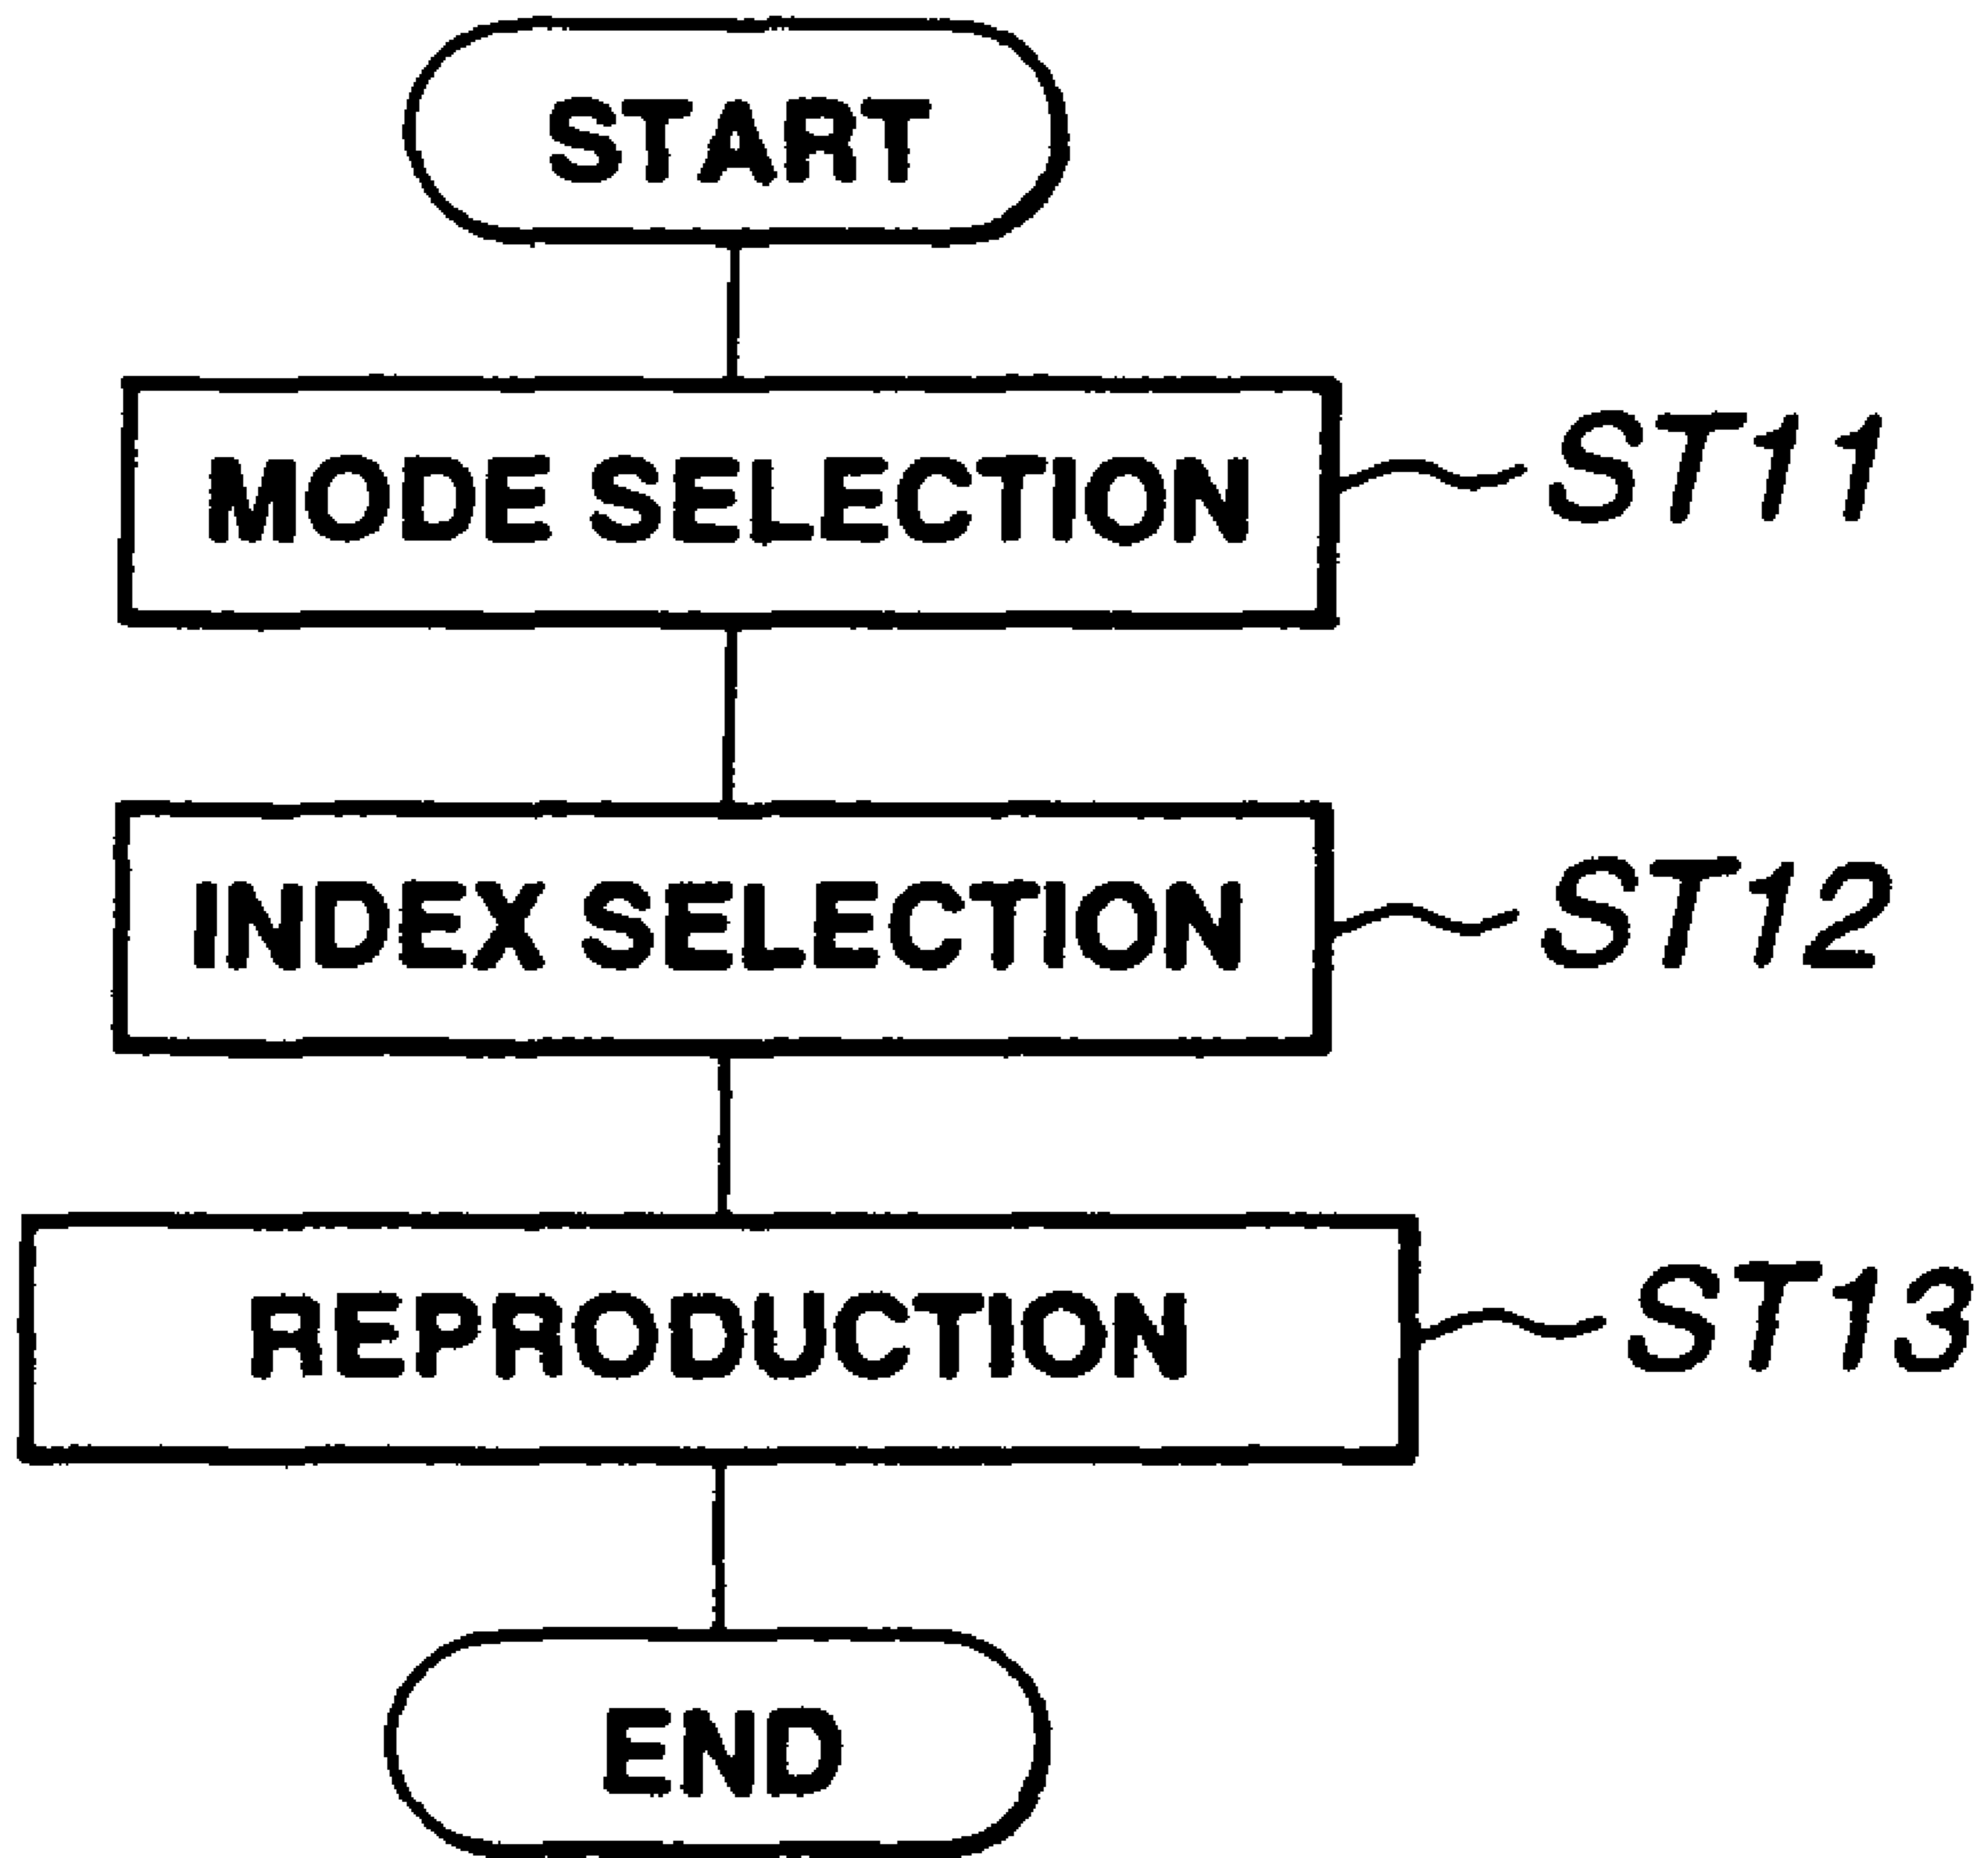 START
MODE SELECTION
ST11
INDEX SELECTION
ST12
REPRODUCTION
ST13
END